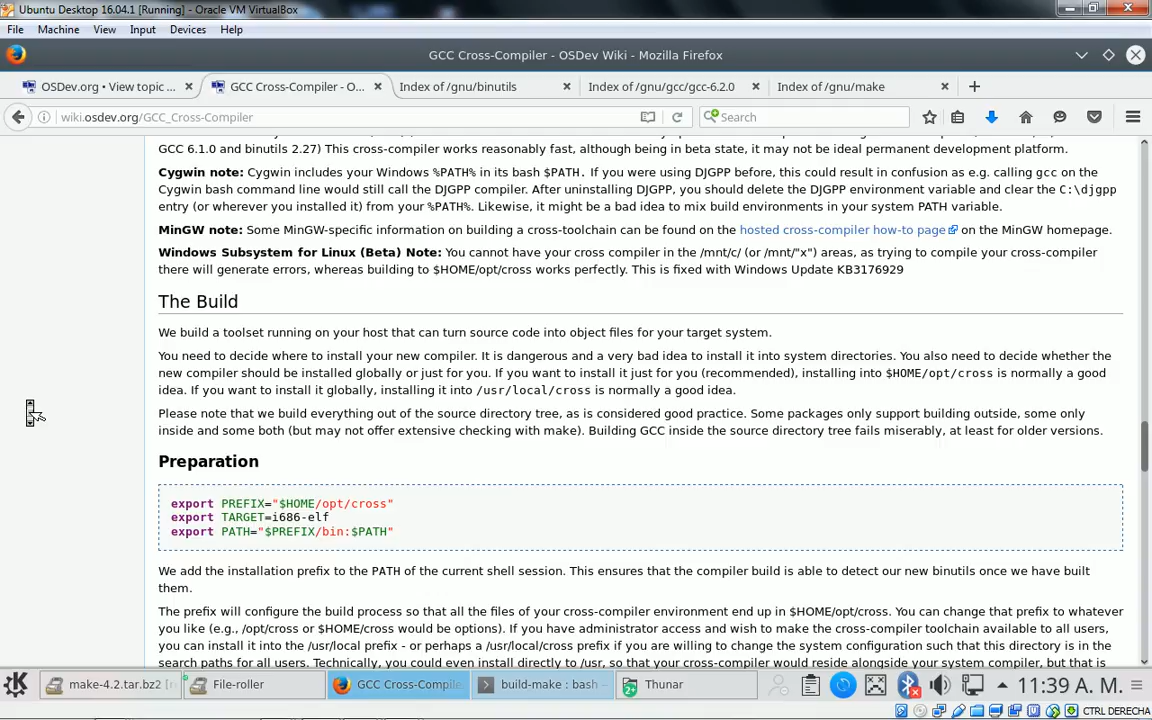 Ubuntu Desktop 16.04.1 [Running] - Oracle VM VirtualBox
File Machine View Input Devices Help
GCC Cross-Compiler - OSDev Wiki - Mozilla Firefox
OSDev.org • View topic ... GCC Cross-Compiler - O... Index of /gnu/binutils Index of /gnu/gcc/gcc-6.2.0 Index of /gnu/make
wiki.osdev.org/GCC_Cross-Compiler Search
GCC 6.1.0 and binutils 2.27) This cross-compiler works reasonably fast, although being in beta state, it may not be ideal permanent development platform.
Cygwin note: Cygwin includes your Windows %PATH% in its bash $PATH. If you were using DJGPP before, this could result in confusion as e.g. calling gcc on the
Cygwin bash command line would still call the DJGPP compiler. After uninstalling DJGPP, you should delete the DJGPP environment variable and clear the C:\djgpp
entry (or wherever you installed it) from your %PATH%. Likewise, it might be a bad idea to mix build environments in your system PATH variable.
MinGW note: Some MinGW-specific information on building a cross-toolchain can be found on the hosted cross-compiler how-to page on the MinGW homepage.
Windows Subsystem for Linux (Beta) Note: You cannot have your cross compiler in the /mnt/c/ (or /mnt/"x") areas, as trying to compile your cross-compiler
there will generate errors, whereas building to $HOME/opt/cross works perfectly. This is fixed with Windows Update KB3176929
The Build
We build a toolset running on your host that can turn source code into object files for your target system.
You need to decide where to install your new compiler. It is dangerous and a very bad idea to install it into system directories. You also need to decide whether the
new compiler should be installed globally or just for you. If you want to install it just for you (recommended), installing into $HOME/opt/cross is normally a good
idea. If you want to install it globally, installing it into /usr/local/cross is normally a good idea.
Please note that we build everything out of the source directory tree, as is considered good practice. Some packages only support building outside, some only
inside and some both (but may not offer extensive checking with make). Building GCC inside the source directory tree fails miserably, at least for older versions.
Preparation
export PREFIX="$HOME/opt/cross"
export TARGET=i686-elf
export PATH="$PREFIX/bin:$PATH"
We add the installation prefix to the PATH of the current shell session. This ensures that the compiler build is able to detect our new binutils once we have built
them.
The prefix will configure the build process so that all the files of your cross-compiler environment end up in $HOME/opt/cross. You can change that prefix to whatever
you like (e.g., /opt/cross or $HOME/cross would be options). If you have administrator access and wish to make the cross-compiler toolchain available to all users,
you can install it into the /usr/local prefix - or perhaps a /usr/local/cross prefix if you are willing to change the system configuration such that this directory is in the
search paths for all users. Technically, you could even install directly to /usr, so that your cross-compiler would reside alongside your system compiler, but that is
make-4.2.tar.bz2 [ File-roller GCC Cross-Compile build-make : bash Thunar 11:39 A. M.
CTRL DERECHA